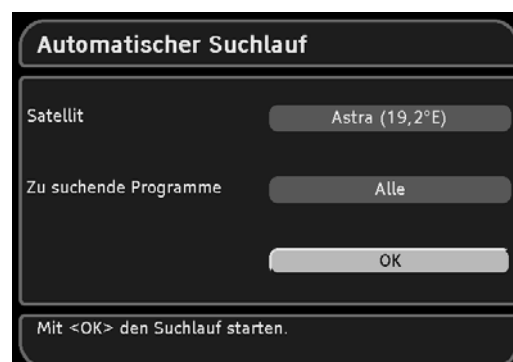 Automatischer Suchlauf
Satellit Astra (19,2°E)
Zu suchende Programme Alle
OK
Mit <OK> den Suchlauf starten.